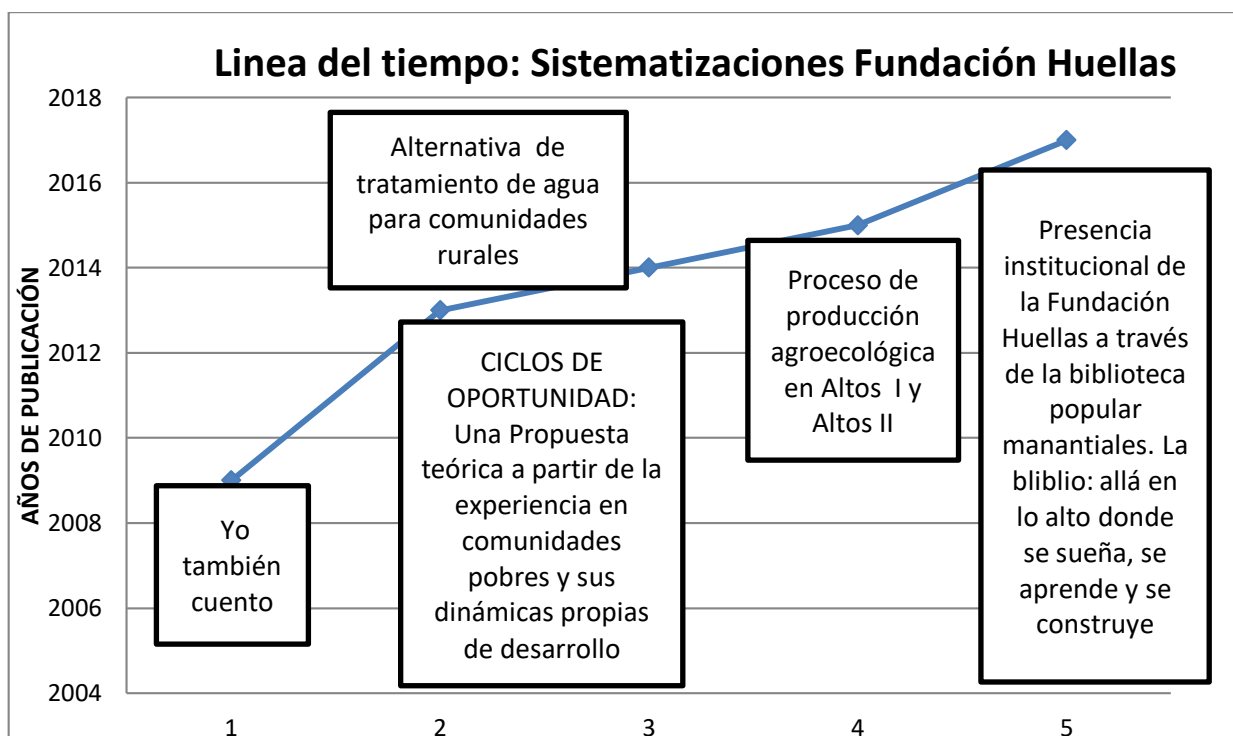 Linea del tiempo: Sistematizaciones Fundación Huellas
AÑOS DE PUBLICACIÓN
2018
2016
2014
2012
2010
2008
2006
2004
Yo
también
cuento
Alternativa de
tratamiento de agua
para comunidades
rurales
CICLOS DE
OPORTUNIDAD:
Una Propuesta
teórica a partir de la
experiencia en
comunidades
pobres y sus
dinámicas propias
de desarrollo
Proceso de
producción
agroecológica
en Altos I y
Altos II
Presencia
institucional de
la Fundación
Huellas a través
de la biblioteca
popular
manantiales. La
bliblio: allá en
lo alto donde
se sueña, se
aprende y se
construye
1
2
3
4
5